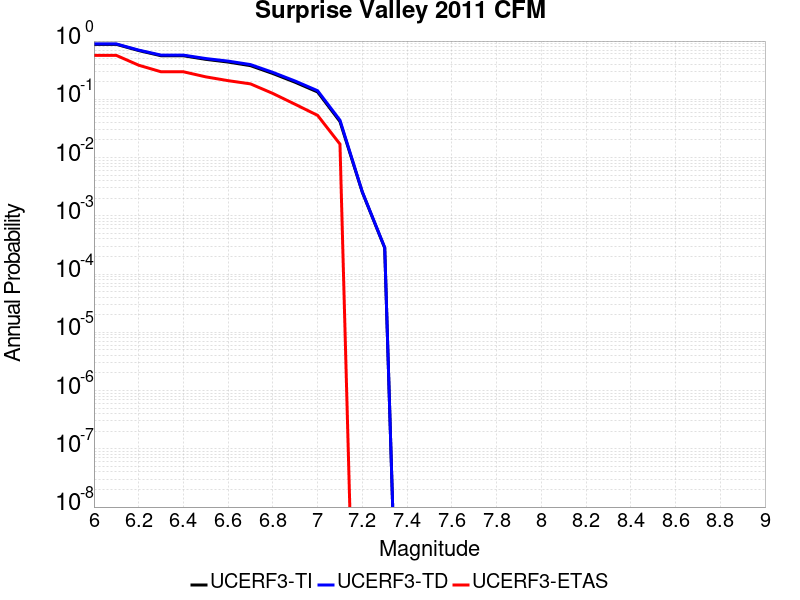 Surprise Valley 2011 CFM
Annual Probability
10^0
10^-1
10^-2
10^-3
10^-4
10^-5
10^-6
10^-7
10^-8
6 6.2 6.4 6.6 6.8 7 7.2 7.4 7.6 7.8 8 8.2 8.4 8.6 8.8 9
Magnitude
UCERF3-TI UCERF3-TD UCERF3-ETAS